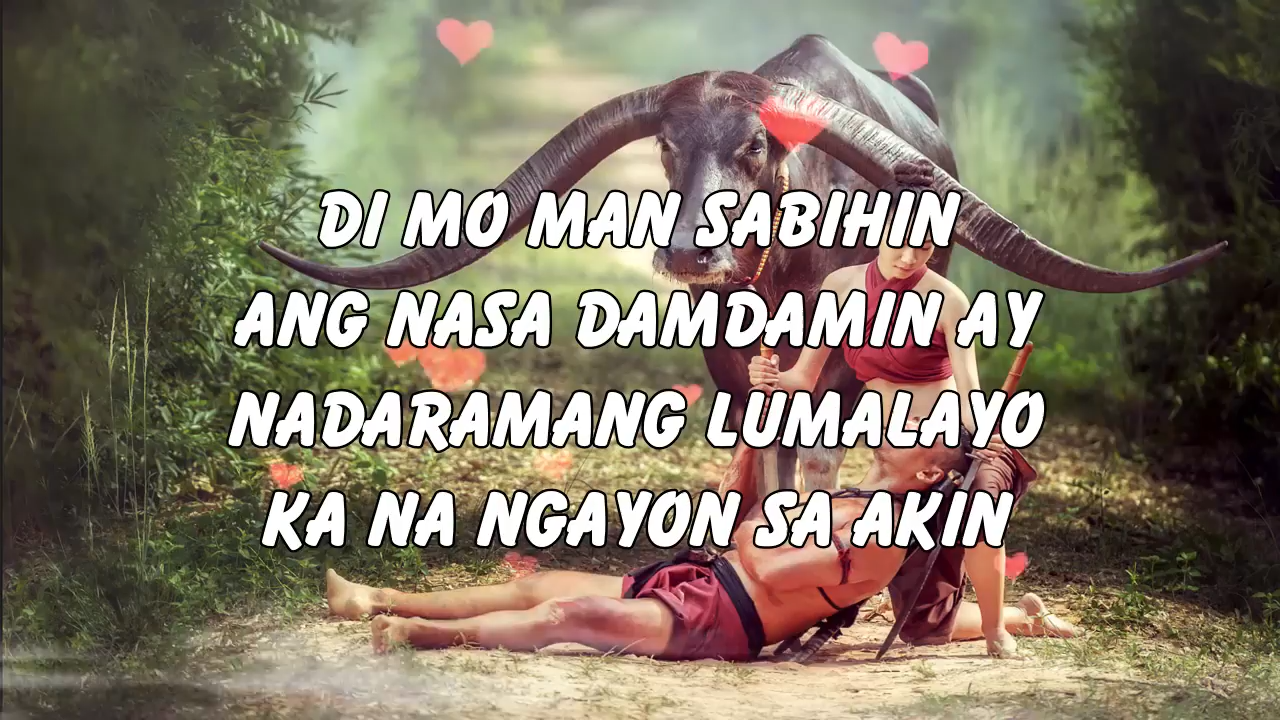 DI MO MAN SABIHIN
ANG NASA DAMDAMIN AY
NADARAMANG LUMALAYO
KA NA NGAYON SA AKIN